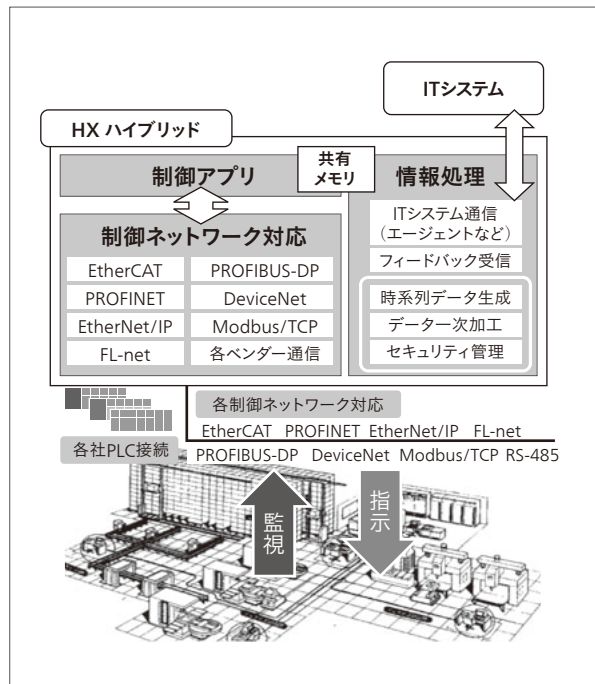 ITシステム
HX ハイブリッド
共有
メモリ
制御アプリ
情報処理
制御ネットワーク対応
EtherCAT
PROFIBUS-DP
PROFINET
DeviceNet
EtherNet/IP
Modbus/TCP
FL-net
各ベンダー通信
ITシステム通信
（エージェントなど）
フィードバック受信
時系列データ生成
データ一次加工
セキュリティ管理
各制御ネットワーク対応
EtherCAT PROFINET EtherNet/IP FL-net
各社PLC接続
PROFIBUS-DP DeviceNet Modbus/TCP RS-485
監視
指示